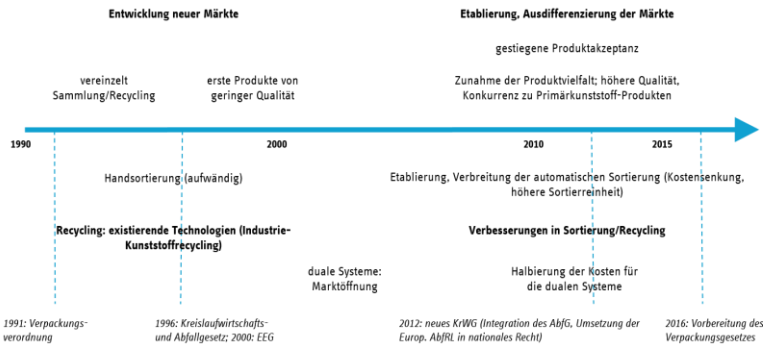 Entwicklung neuer Märkte
Etablierung, Ausdifferenzierung der Märkte
gestiegene Produktakzeptanz
vereinzelt
Sammlung/Recycling
erste Produkte von
geringer Qualität
Zunahme der Produktvielfalt; höhere Qualität,
Konkurrenz zu Primärkunststoff-Produkten
1990
2000
2010
2015
Handsortierung (aufwändig)
Etablierung, Verbreitung der automatischen Sortierung (Kostensenkung,
höhere Sortierreinheit)
Recycling: existierende Technologien (Industrie-
Kunststoffrecycling)
Verbesserungen in Sortierung/Recycling
duale Systeme:
Marktöffnung
Halbierung der Kosten für
die dualen Systeme
1991: Verpackungs-
verordnung
1996: Kreislaufwirtschafts-
und Abfallgesetz; 2000: EEG
2012: neues KrWG (Integration des AbfG, Umsetzung der
Europ. AbfRL in nationales Recht)
2016: Vorbereitung des
Verpackungsgesetzes